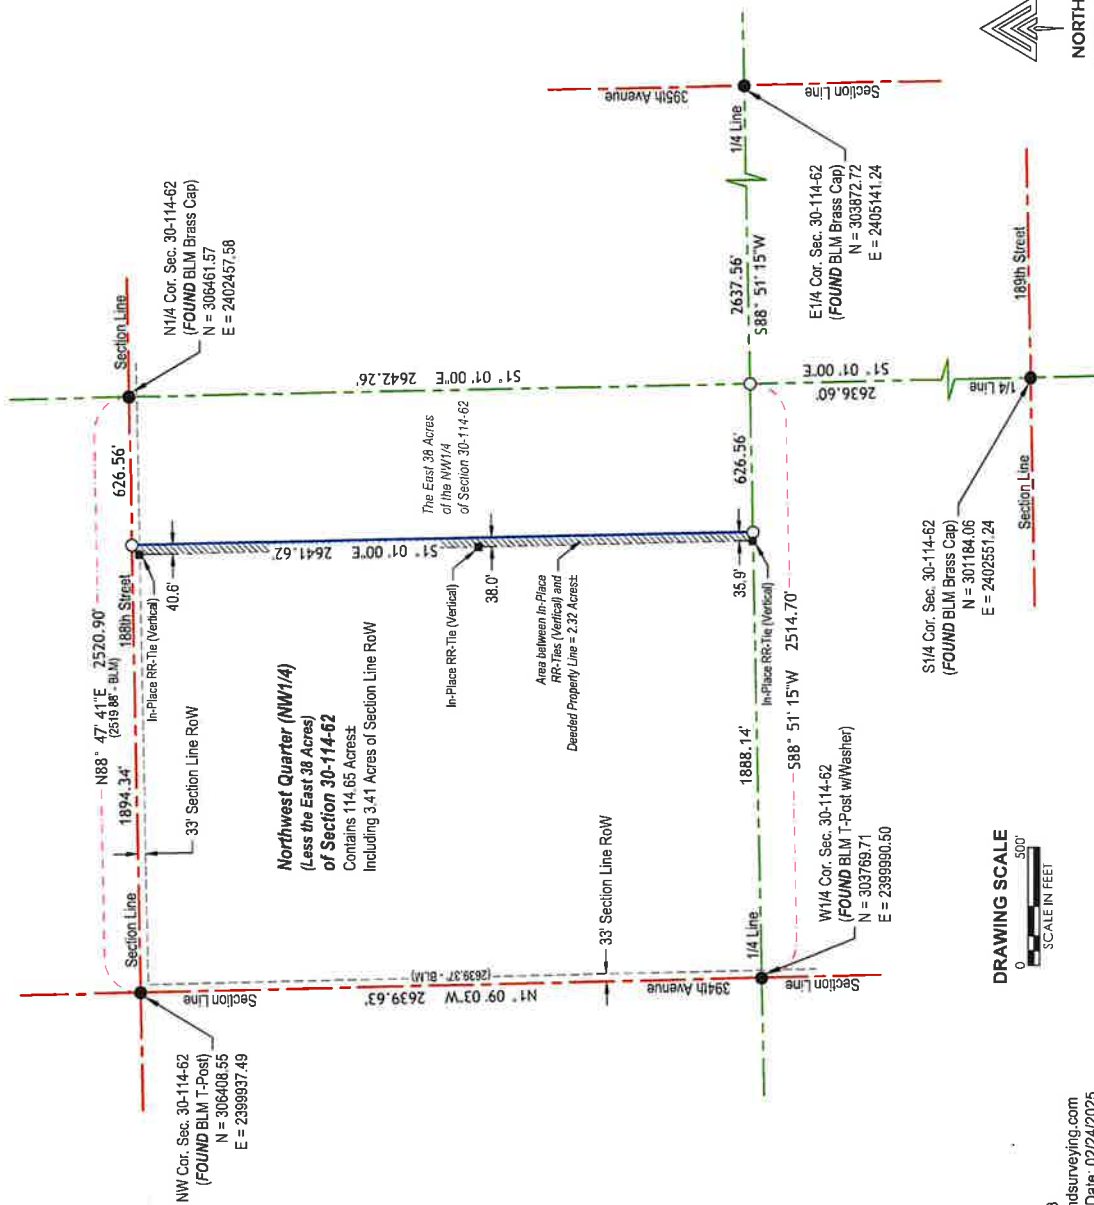 NORTH
N1/4 Cor. Sec. 30-114-62
(FOUND BLM Brass Cap)
N = 306461.57
E = 2402457.58
Section Line
395th Avenue
Section Line
1/4 Line
E1/4 Cor. Sec. 30-114-62
(FOUND BLM Brass Cap)
N = 303872.72
E = 2405141.24
2637.56'
S88° 51' 15"W
189th Street
Section Line
1/4 Line
S1° 01' 00"E
2636.60'
S1/4 Cor. Sec. 30-114-62
(FOUND BLM Brass Cap)
N = 301184.06
E = 2402551.24
S1° 01' 00"E 2642.26'
626.56'
626.56'
The East 38 Acres
of the NW1/4
of Section 30-114-62
S1° 01' 00"E 2641.62'
40.6'
38.0'
35.9'
In-Place RR-Tie (Vertical)
In-Place RR-Tie (Vertical)
In-Place RR-Tie (Vertical)
Area between In-Place
RR-Ties (Vertical) and
Deeded Property Line = 2.32 Acres±
188th Street
N88° 47' 41"E 2520.90'
(2519.88' - BLM)
1894.34'
33' Section Line RoW
Section Line
Northwest Quarter (NW1/4)
(Less the East 38 Acres)
of Section 30-114-62
Contains 114.65 Acres±
Including 3.41 Acres of Section Line RoW
S88° 51' 15"W 2514.70'
1888.14'
1/4 Line
33' Section Line RoW
W1/4 Cor. Sec. 30-114-62
(FOUND BLM T-Post w/Washer)
N = 303769.71
E = 2399990.50
Section Line
N1° 09' 03"W 2639.63'
(2639.37' - BLM)
394th Avenue
Section Line
NW Cor. Sec. 30-114-62
(FOUND BLM T-Post)
N = 306408.55
E = 2399937.49
DRAWING SCALE
0 500'
SCALE IN FEET
ndsurveying.com
Date: 02/24/2025